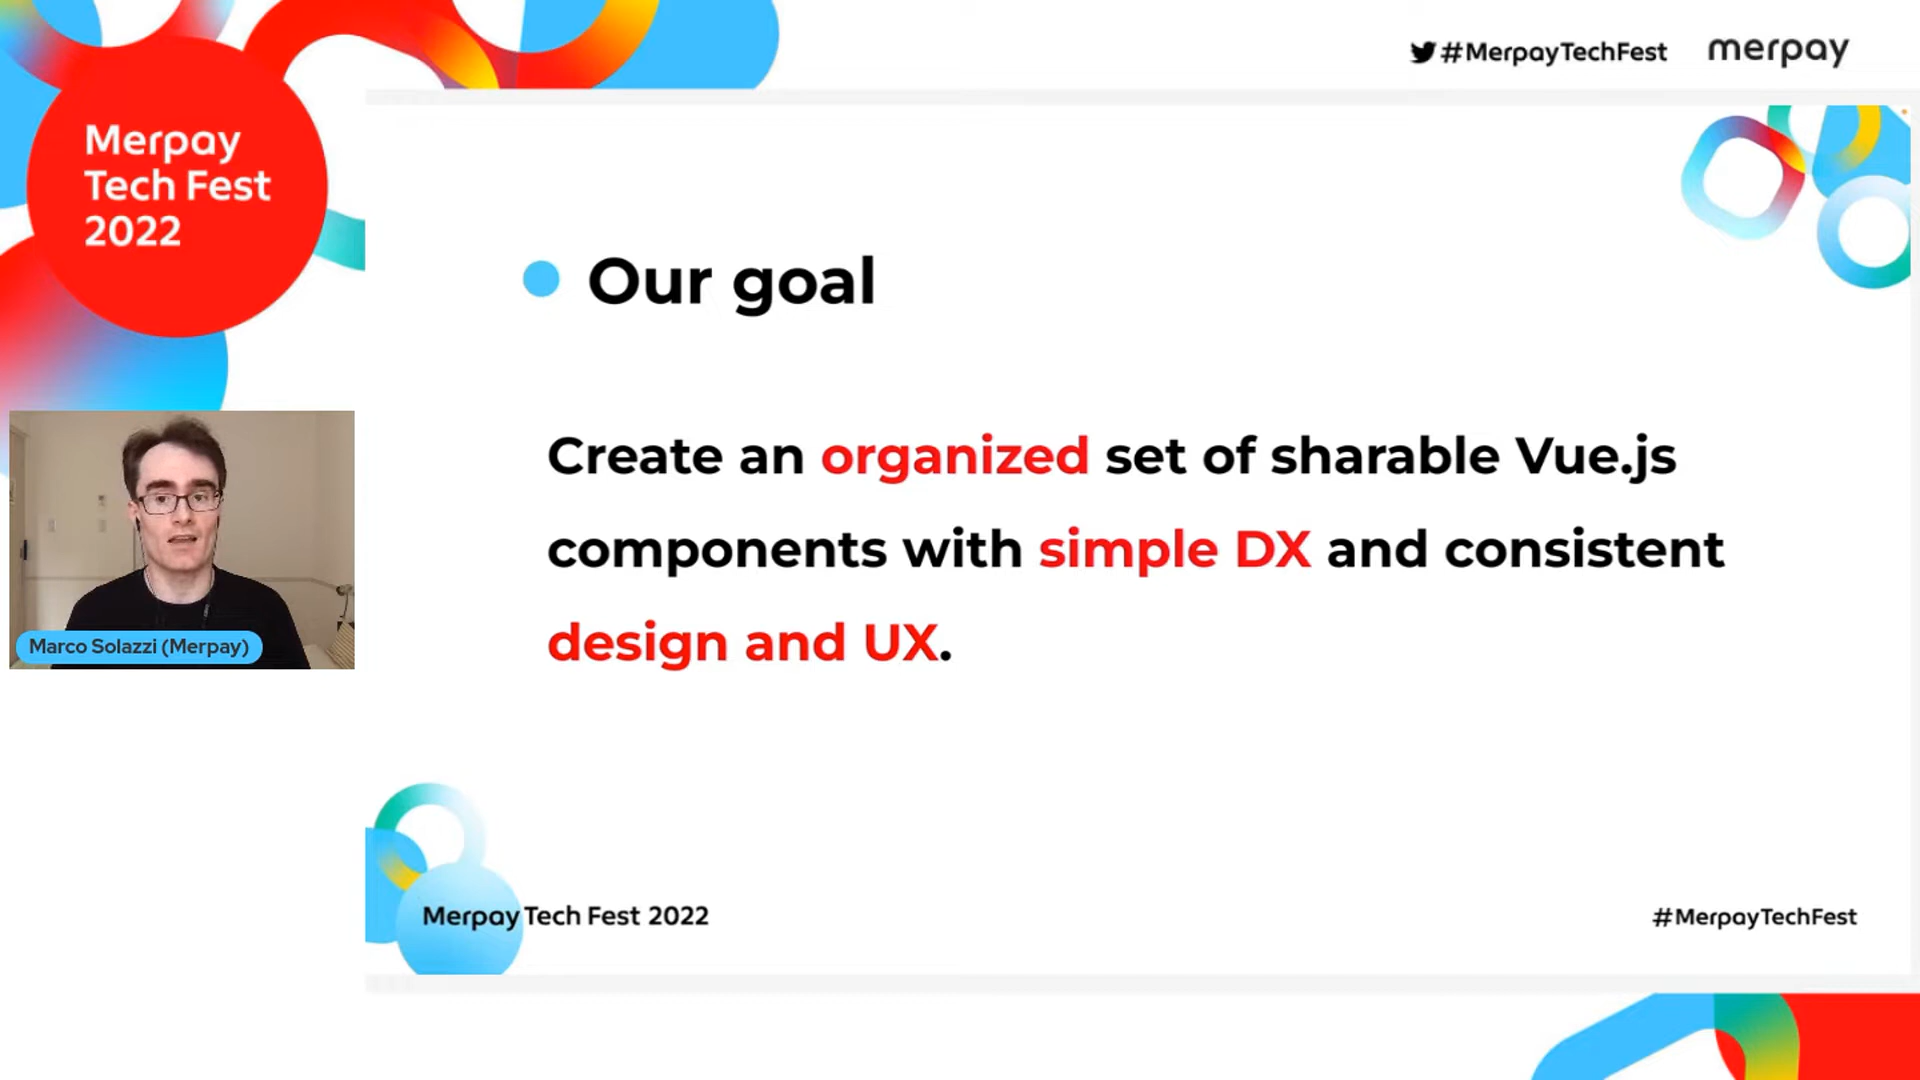 #MerpayTechFest
merpay
Merpay
Tech Fest
2022
Our goal
Create an organized set of sharable Vue.js
components with simple DX and consistent
design and UX.
Marco Solazzi (Merpay)
Merpay Tech Fest 2022
#MerpayTechFest